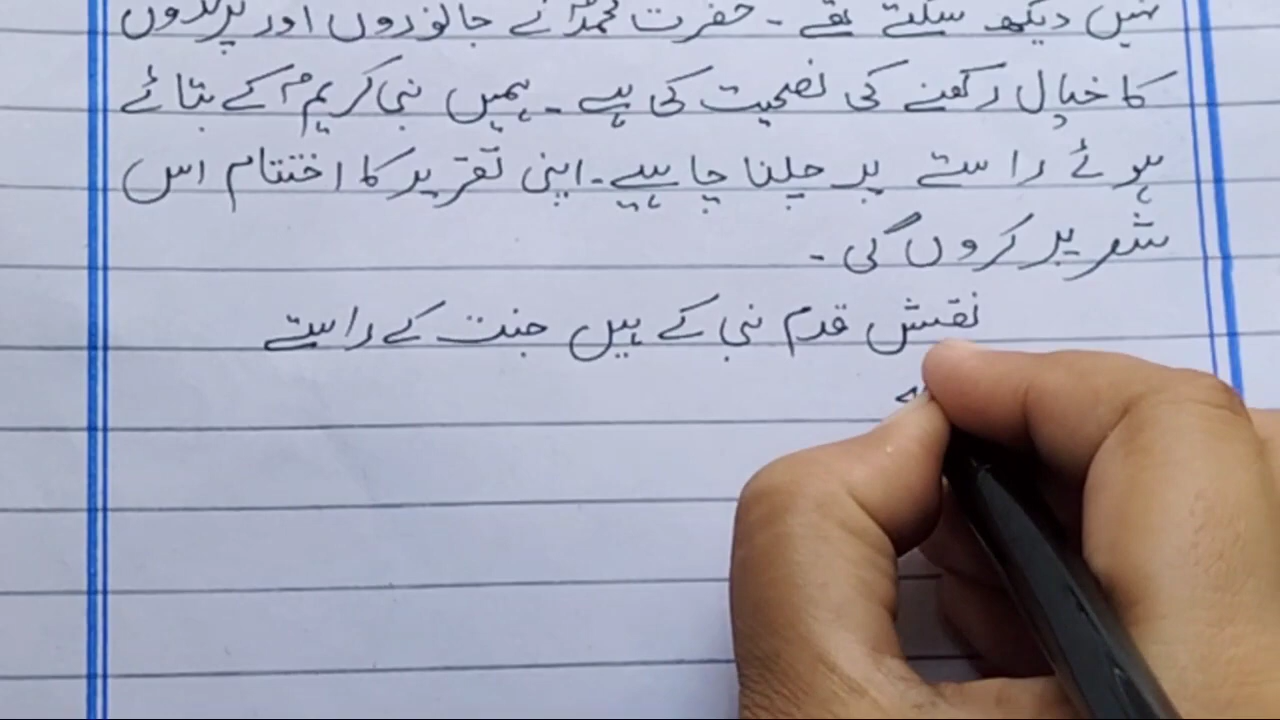 نہیں دیکھ سکتے تھے ۔ حضرت محمدؐ نے جانوروں اور پرندوں
کا خیال رکھنے کی نصحیت کی ہے ۔ ہمیں نبی کریم ؐ کے بتائے
ہوئے راستے پر چلنا چاہیے ۔ اپنی تقریر کا اختتام اس
شعر پر کروں گی ۔
نقش قدم نبی کے ہیں جنت کے راستے